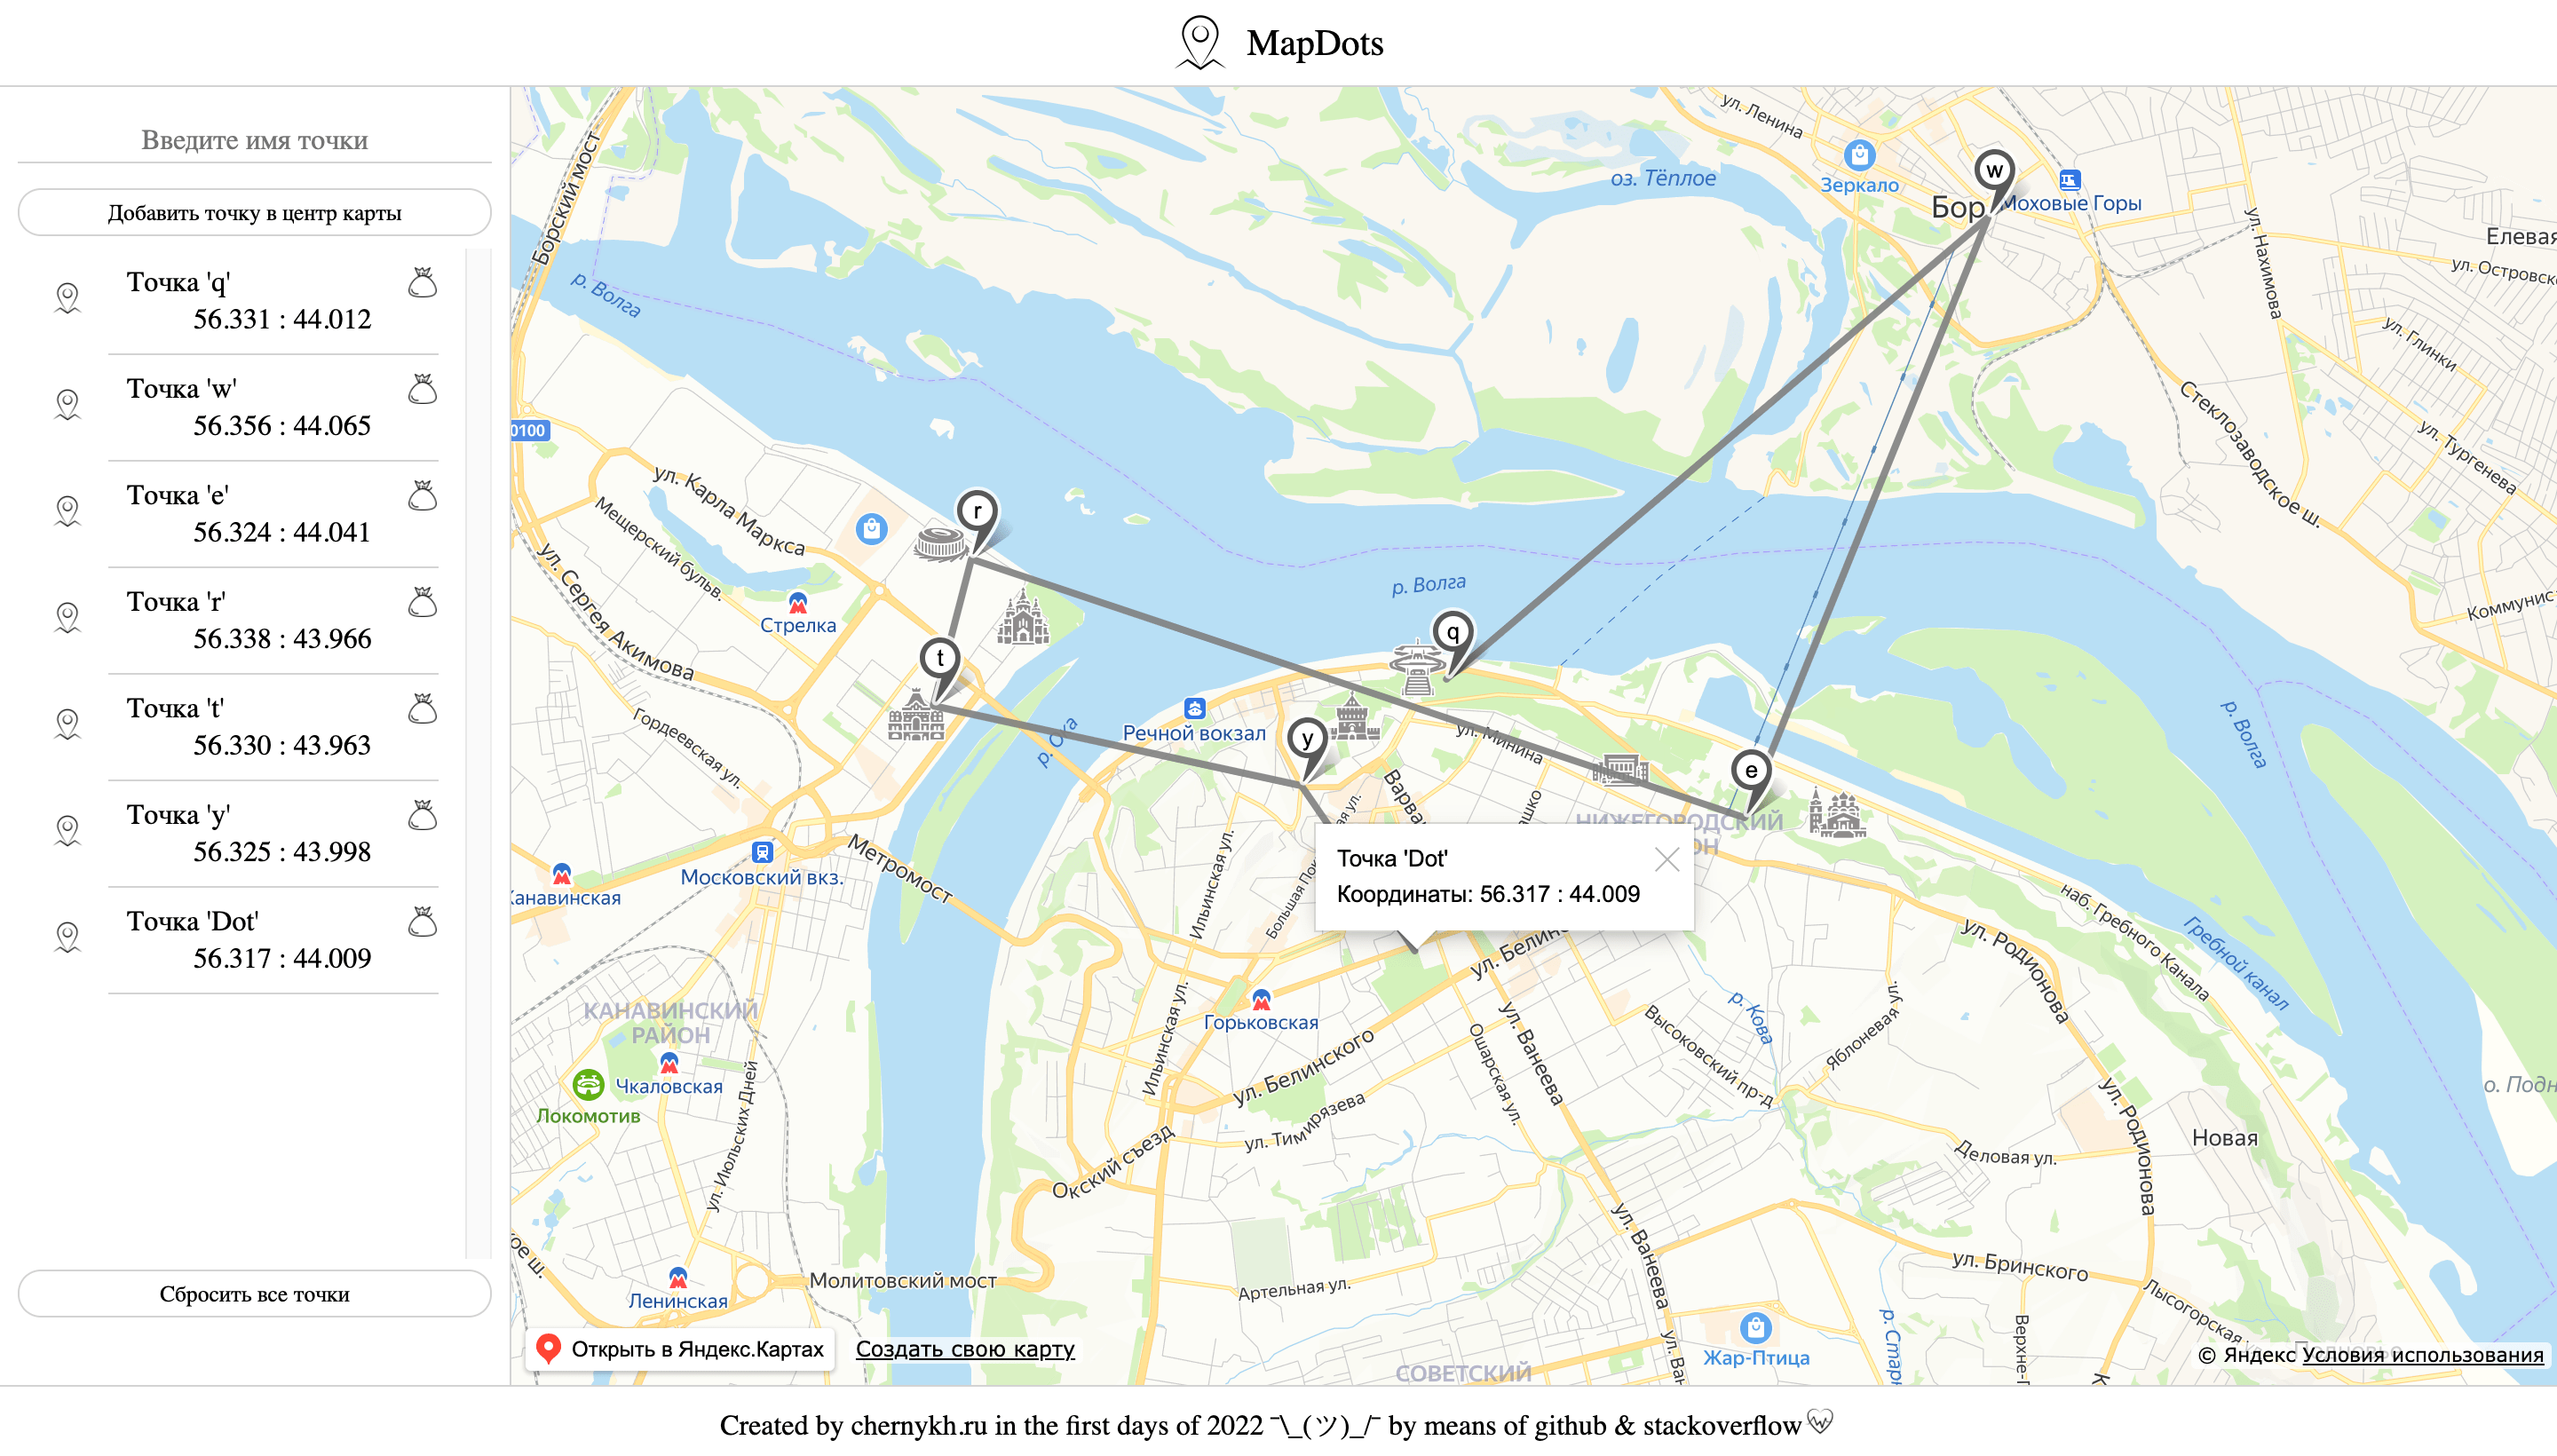 MapDots
Введите имя точки
Добавить точку в центр карты
Точка 'q'
56.331 : 44.012
Точка 'w'
56.356 : 44.065
Точка 'e'
56.324 : 44.041
Точка 'r'
56.338 : 43.966
Точка 't'
56.330 : 43.963
Точка 'y'
56.325 : 43.998
Точка 'Dot'
56.317 : 44.009
Сбросить все точки
Борский мост
ул. Ленина
оз. Тёплое
Зеркало
w
Бор
Моховые Горы
ул. Нахимова
Елевая
ул. Островск
р. Волга
ул. Глинки
ул. Тургенева
Стеклозаводское ш.
0100
ул. Карла Маркса
Мещерский бульв.
ул. Сергея Акимова
r
Стрелка
t
р. Волга
q
Коммунис
Гордеевская ул.
р. Ока
Речной вокзал
y
ул. Минина
e
р. Волга
Варва
ая ул.
ашко
НИЖЕГОРОДСКИЙ
ОН
Точка 'Dot'
Координаты: 56.317 : 44.009
Метромост
Московский вкз.
Канавинская
Ильинская ул.
Большая Пок
ул. Белинс
наб. Гребного Канала
Гребной канал
ул. Родионова
КАНАВИНСКИЙ
РАЙОН
Горьковская
р. Кова
Высоковский пр-д
Яблоневая ул.
Чкаловская
Локомотив
ул. Июльских Дней
Ильинская ул.
ул. Белинского
Ошарская ул.
ул. Ванеева
ул. Тимирязева
ул. Родионова
о. Подн
Новая
Деловая ул.
Окский съезд
ое ш.
Ленинская
Молитовский мост
Артельная ул.
ул. Ванеева
ул. Бринского
Лысогорская
Верхне-
р. Стар
ул. Ван
Жар-Птица
СОВЕТСКИЙ
К
Открыть в Яндекс.Картах
Создать свою карту
© Яндекс Условия использования
Created by chernykh.ru in the first days of 2022 ¯\_(ツ)_/¯ by means of github & stackoverflow